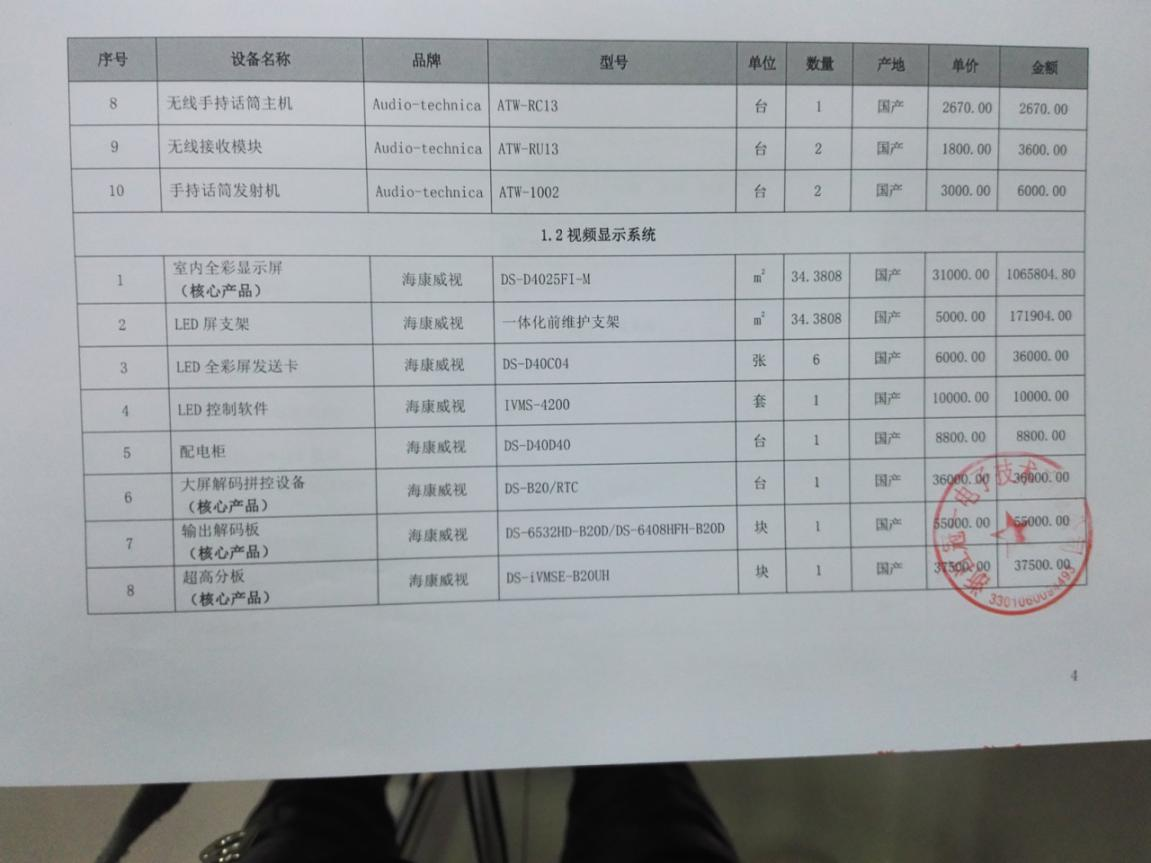 序号 设备名称 品牌 型号 单位 数量 产地 单价 金额
8 无线手持话筒主机 Audio-technica ATW-RC13 台 1 国产 2670.00 2670.00
9 无线接收模块 Audio-technica ATW-RU13 台 2 国产 1800.00 3600.00
10 手持话筒发射机 Audio-technica ATW-1002 台 2 国产 3000.00 6000.00
1.2 视频显示系统
1 室内全彩显示屏 海康威视 DS-D4025FI-M m² 34.3808 国产 31000.00 1065804.80
（核心产品）
2 LED 屏支架 海康威视 一体化前维护支架 m² 34.3808 国产 5000.00 171904.00
3 LED 全彩屏发送卡 海康威视 DS-D40C04 张 6 国产 6000.00 36000.00
4 LED 控制软件 海康威视 IVMS-4200 套 1 国产 10000.00 10000.00
5 配电柜 海康威视 DS-D40D40 台 1 国产 8800.00 8800.00
6 大屏解码拼控设备 海康威视 DS-B20/RTC 台 1 国产 36000.00 36000.00
（核心产品）
7 输出解码板 海康威视 DS-6532HD-B20D/DS-6408HFH-B20D 块 1 国产 55000.00 55000.00
（核心产品）
8 超高分板 海康威视 DS-iVMSE-B20UH 块 1 国产 37500.00 37500.00
（核心产品）
电子技术
4